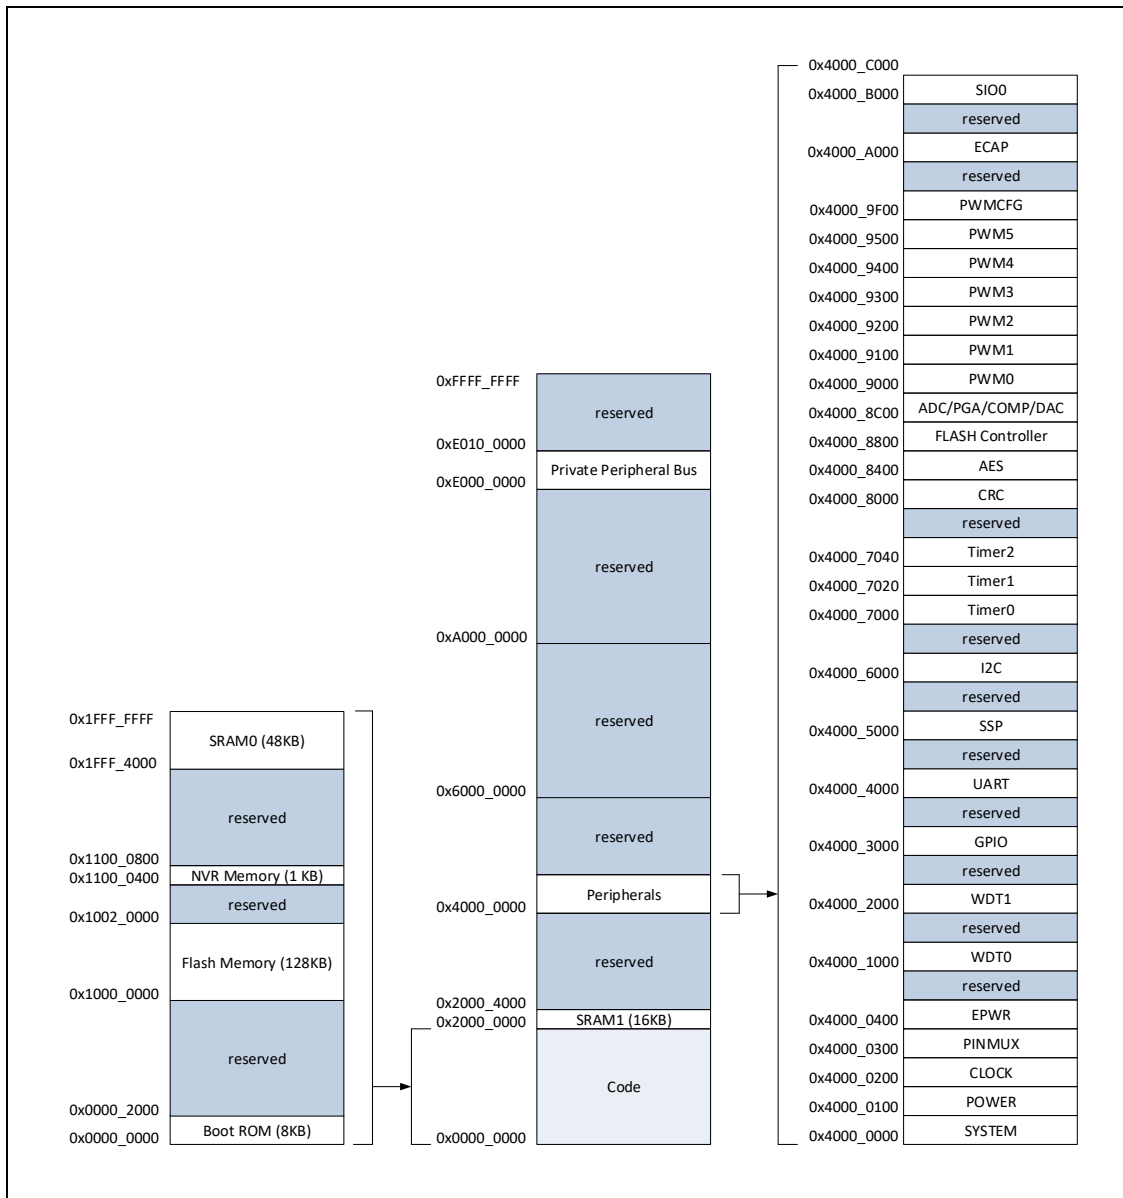 0x1FFF_FFFF
SRAM0 (48KB)
0x1FFF_4000
reserved
0x1100_0800
NVR Memory (1 KB)
0x1100_0400
reserved
0x1002_0000
Flash Memory (128KB)
0x1000_0000
reserved
0x0000_2000
Boot ROM (8KB)
0x0000_0000
0xFFFF_FFFF
reserved
0xE010_0000
Private Peripheral Bus
0xE000_0000
reserved
0xA000_0000
reserved
0x6000_0000
reserved
Peripherals
0x4000_0000
reserved
0x2000_4000
SRAM1 (16KB)
0x2000_0000
Code
0x0000_0000
0x4000_C000
SIO0
0x4000_B000
reserved
ECAP
0x4000_A000
reserved
PWMCFG
0x4000_9F00
PWM5
0x4000_9500
PWM4
0x4000_9400
PWM3
0x4000_9300
PWM2
0x4000_9200
PWM1
0x4000_9100
PWM0
0x4000_9000
ADC/PGA/COMP/DAC
0x4000_8C00
FLASH Controller
0x4000_8800
AES
0x4000_8400
CRC
0x4000_8000
reserved
Timer2
0x4000_7040
Timer1
0x4000_7020
Timer0
0x4000_7000
reserved
I2C
0x4000_6000
reserved
SSP
0x4000_5000
reserved
UART
0x4000_4000
reserved
GPIO
0x4000_3000
reserved
WDT1
0x4000_2000
reserved
WDT0
0x4000_1000
reserved
EPWR
0x4000_0400
PINMUX
0x4000_0300
CLOCK
0x4000_0200
POWER
0x4000_0100
SYSTEM
0x4000_0000